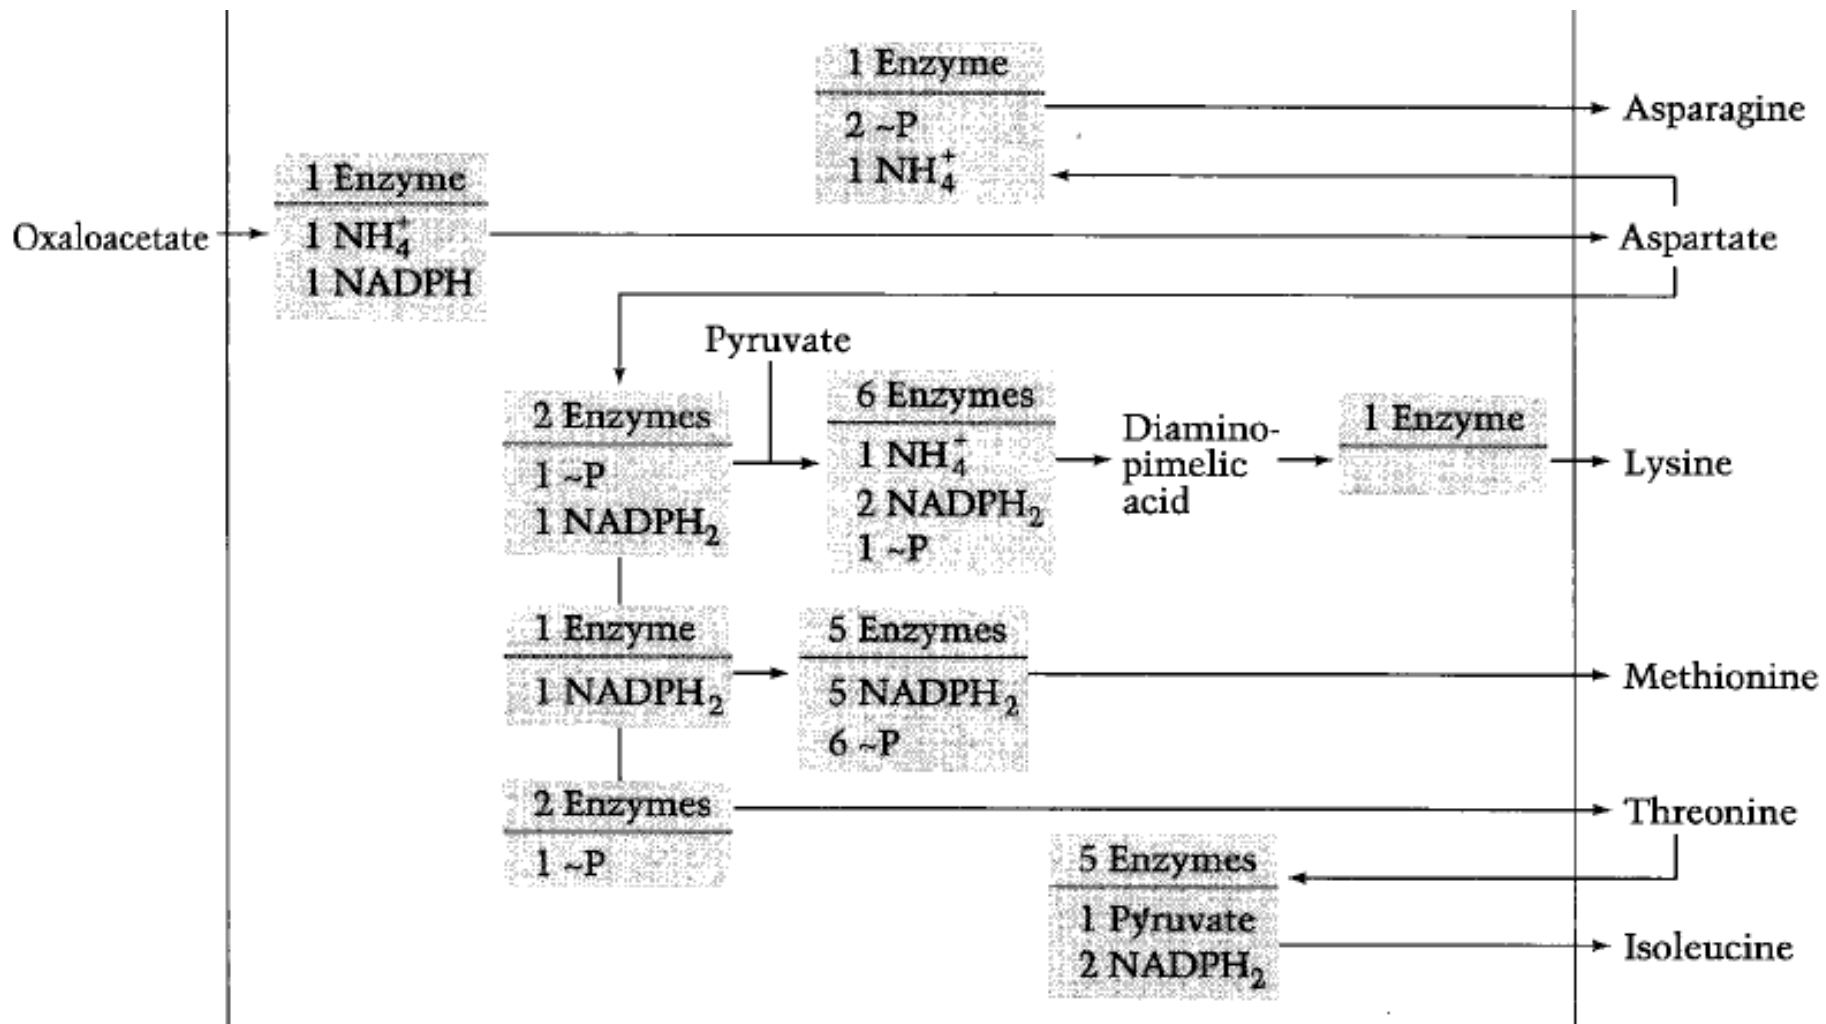 1 Enzyme
2 ~P
1 NH₄⁺
Asparagine
Oxaloacetate
1 Enzyme
1 NH₄⁺
1 NADPH
Aspartate
Pyruvate
2 Enzymes
1 ~P
1 NADPH₂
6 Enzymes
1 NH₄⁺
2 NADPH₂
1 ~P
Diamino-
pimelic
acid
1 Enzyme
Lysine
1 Enzyme
1 NADPH₂
5 Enzymes
5 NADPH₂
6 ~P
Methionine
2 Enzymes
1 ~P
Threonine
5 Enzymes
1 Pyruvate
2 NADPH₂
Isoleucine